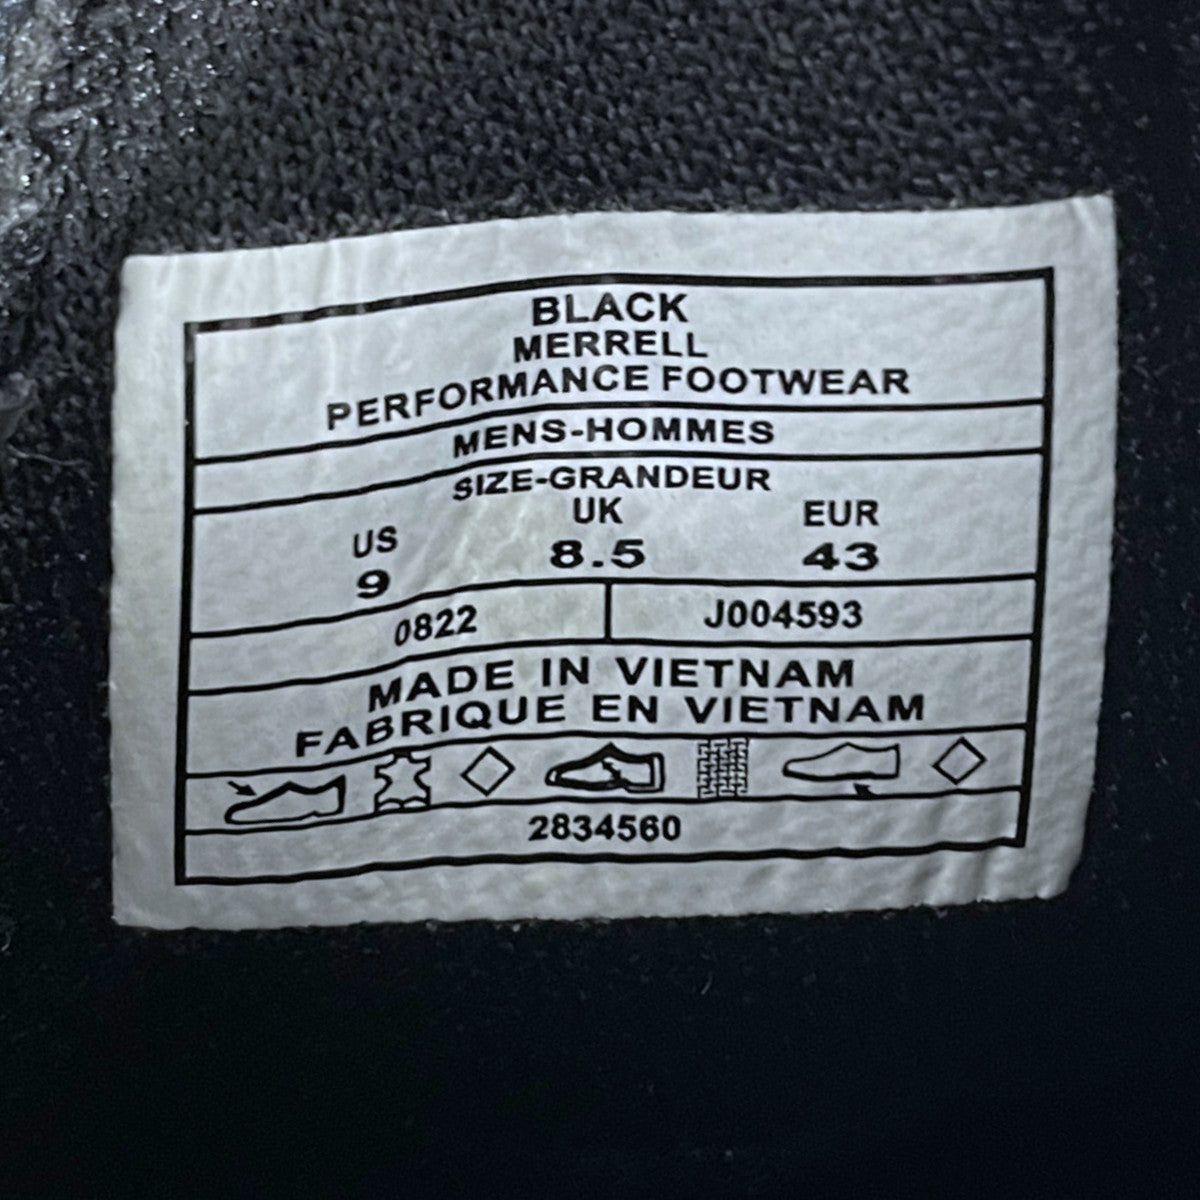 BLACK
MERRELL
PERFORMANCE FOOTWEAR
MENS-HOMMES
SIZE-GRANDEUR
US UK EUR
9 8.5 43
0822 J004593
MADE IN VIETNAM
FABRIQUE EN VIETNAM
2834560